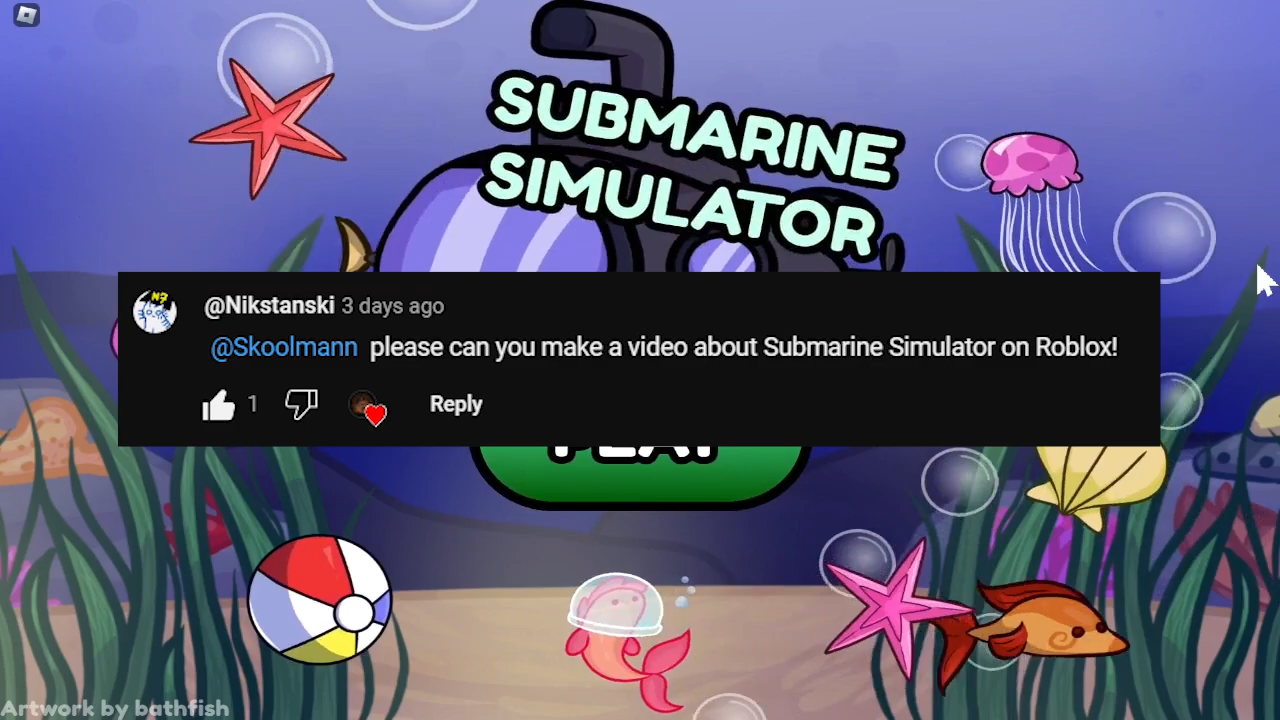 SUBMARINE
SIMULATOR
@Nikstanski 3 days ago
@Skoolmann please can you make a video about Submarine Simulator on Roblox!
1
Reply
PLAY
Artwork by bathfish